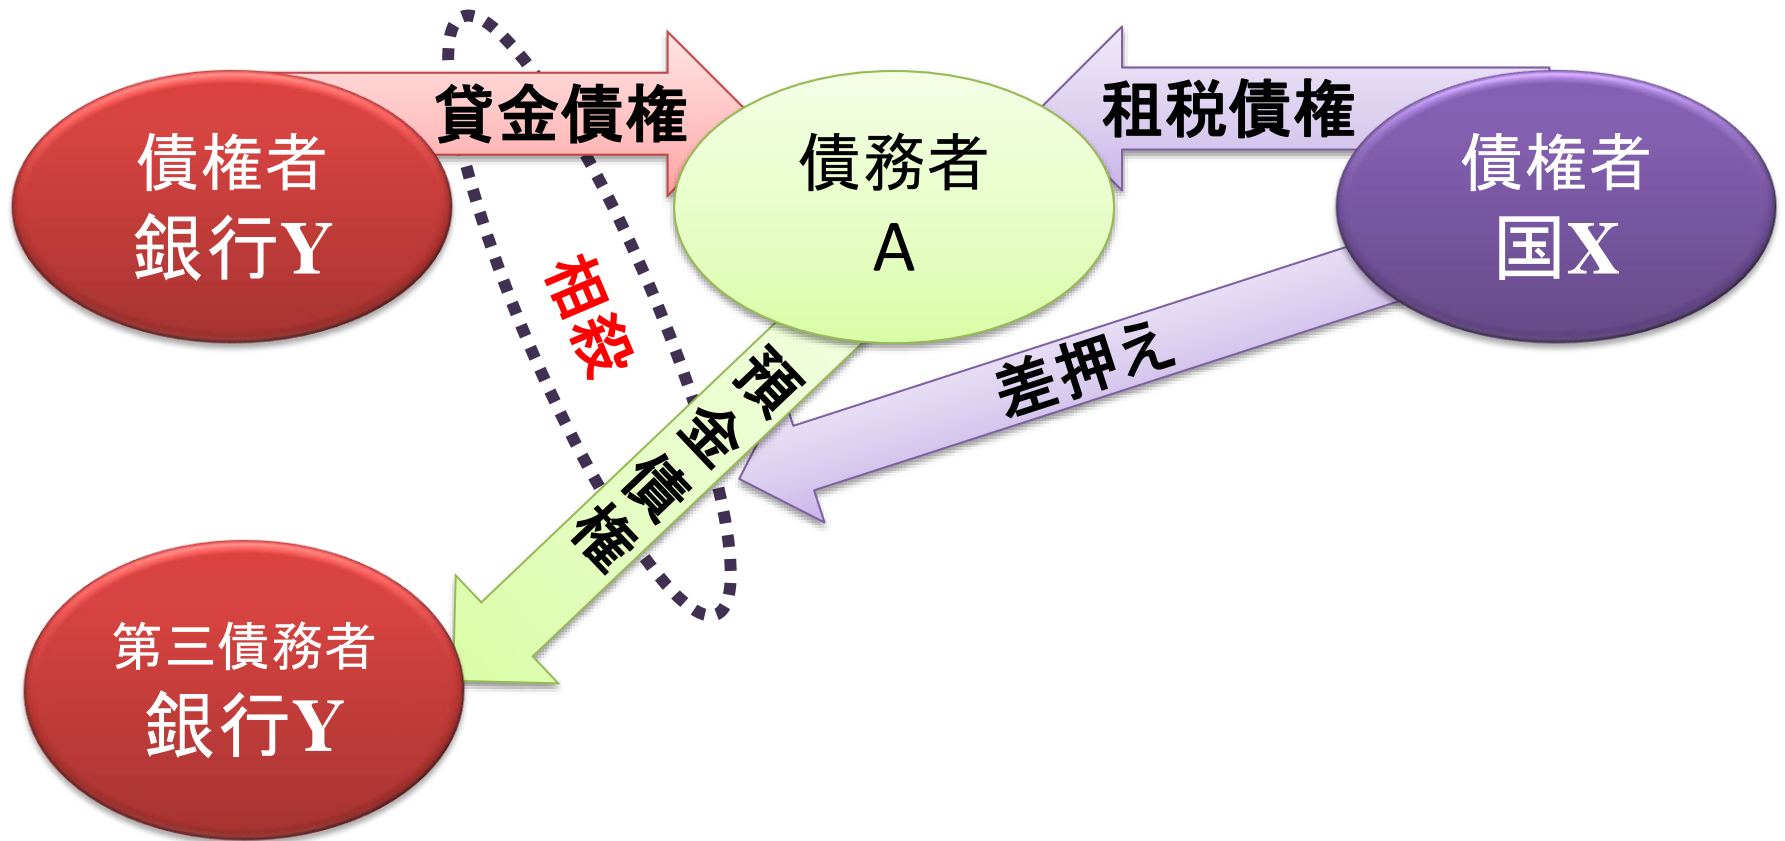 債権者
銀行Y
貸金債権
債務者
A
租税債権
債権者
国X
相殺
預金債権
差押え
第三債務者
銀行Y